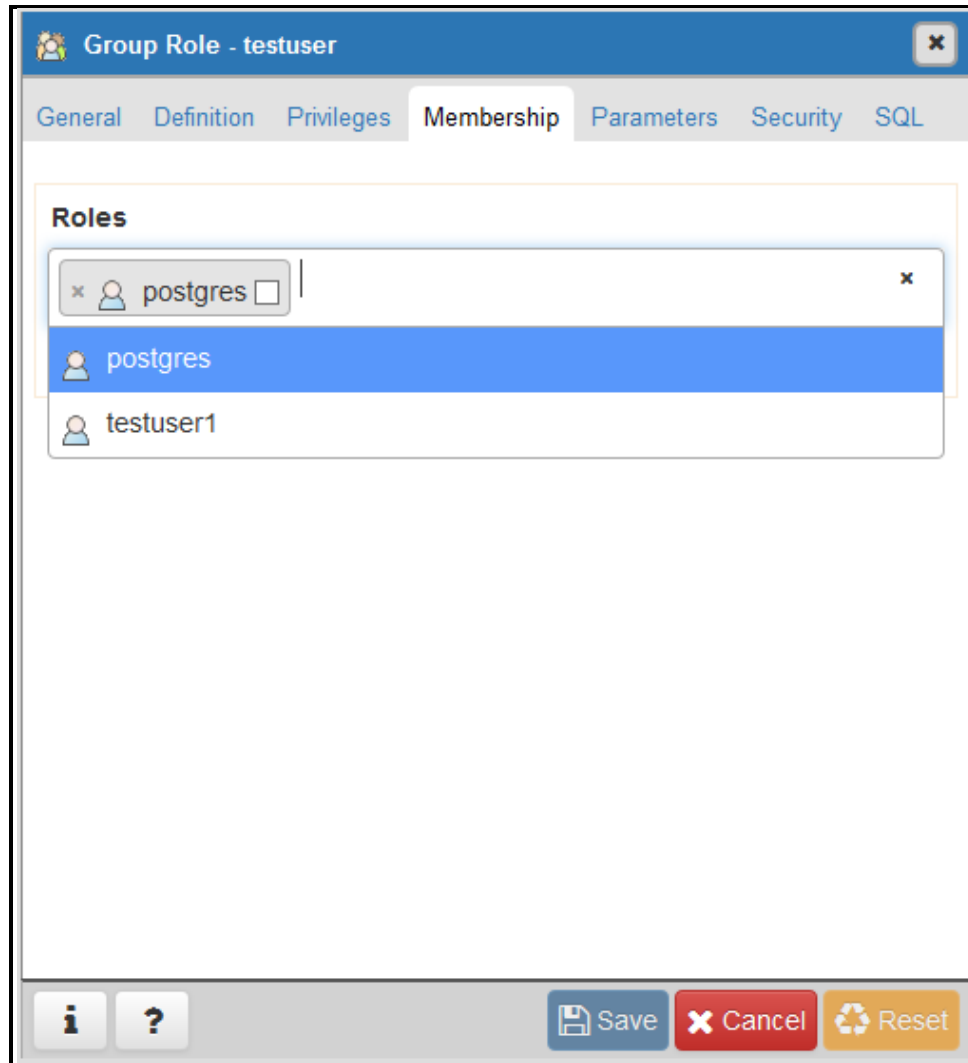 Group Role - testuser
General Definition Privileges Membership Parameters Security SQL
Roles
postgres
postgres
testuser1
i ? Save Cancel Reset